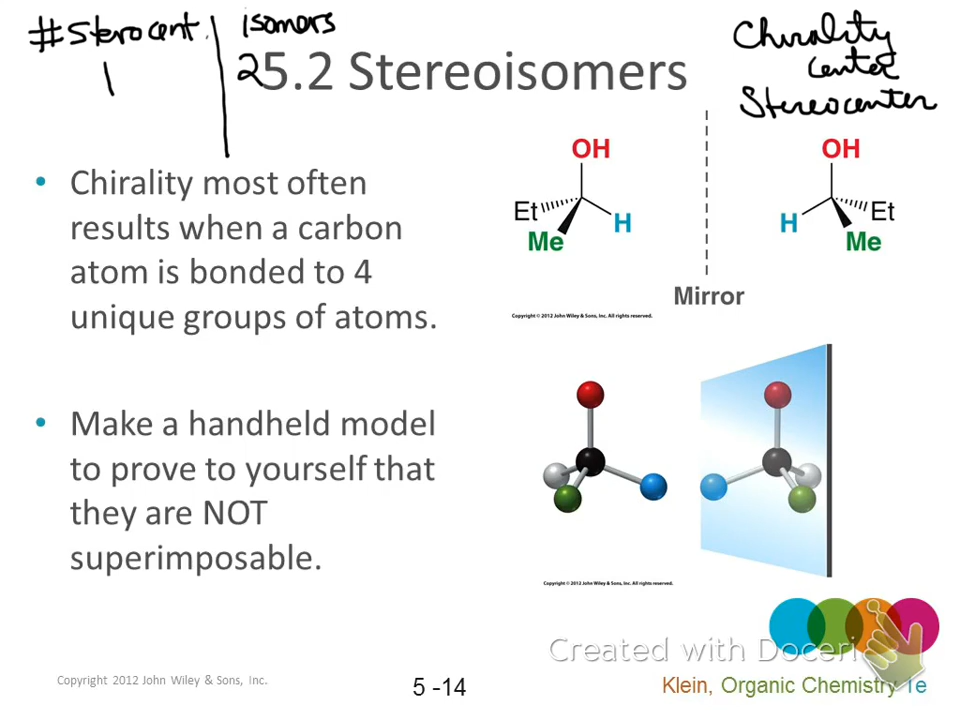 #Sterocent. isomers
1 2
Chirality
center
Stereocenter
5.2 Stereoisomers
• Chirality most often
results when a carbon
atom is bonded to 4
unique groups of atoms.
• Make a handheld model
to prove to yourself that
they are NOT
superimposable.
OH
Et
H
Me
OH
H
Et
Me
Mirror
Copyright © 2012 John Wiley & Sons, Inc. All rights reserved.
Copyright © 2012 John Wiley & Sons, Inc. All rights reserved.
Created with Doceri
Copyright 2012 John Wiley & Sons, Inc.
5 -14
Klein, Organic Chemistry 1e